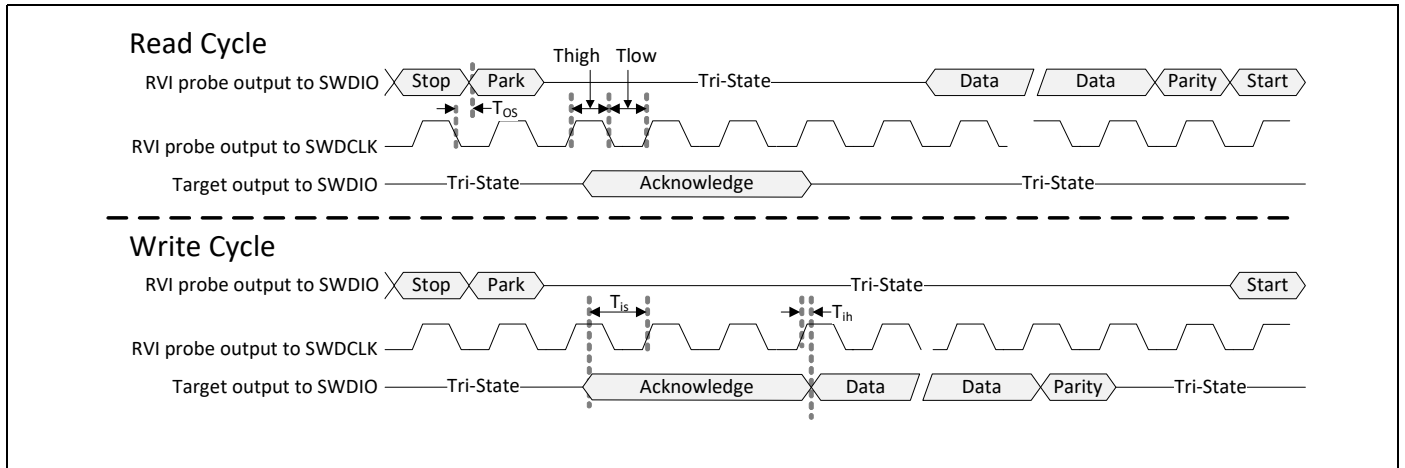 Read Cycle
Thigh Tlow
RVI probe output to SWDIO Stop Park Tri-State Data Data Parity Start
TOS
RVI probe output to SWDCLK
Target output to SWDIO Tri-State Acknowledge Tri-State
Write Cycle
RVI probe output to SWDIO Stop Park Tri-State Start
Tis Tih
RVI probe output to SWDCLK
Target output to SWDIO Tri-State Acknowledge Data Data Parity Tri-State